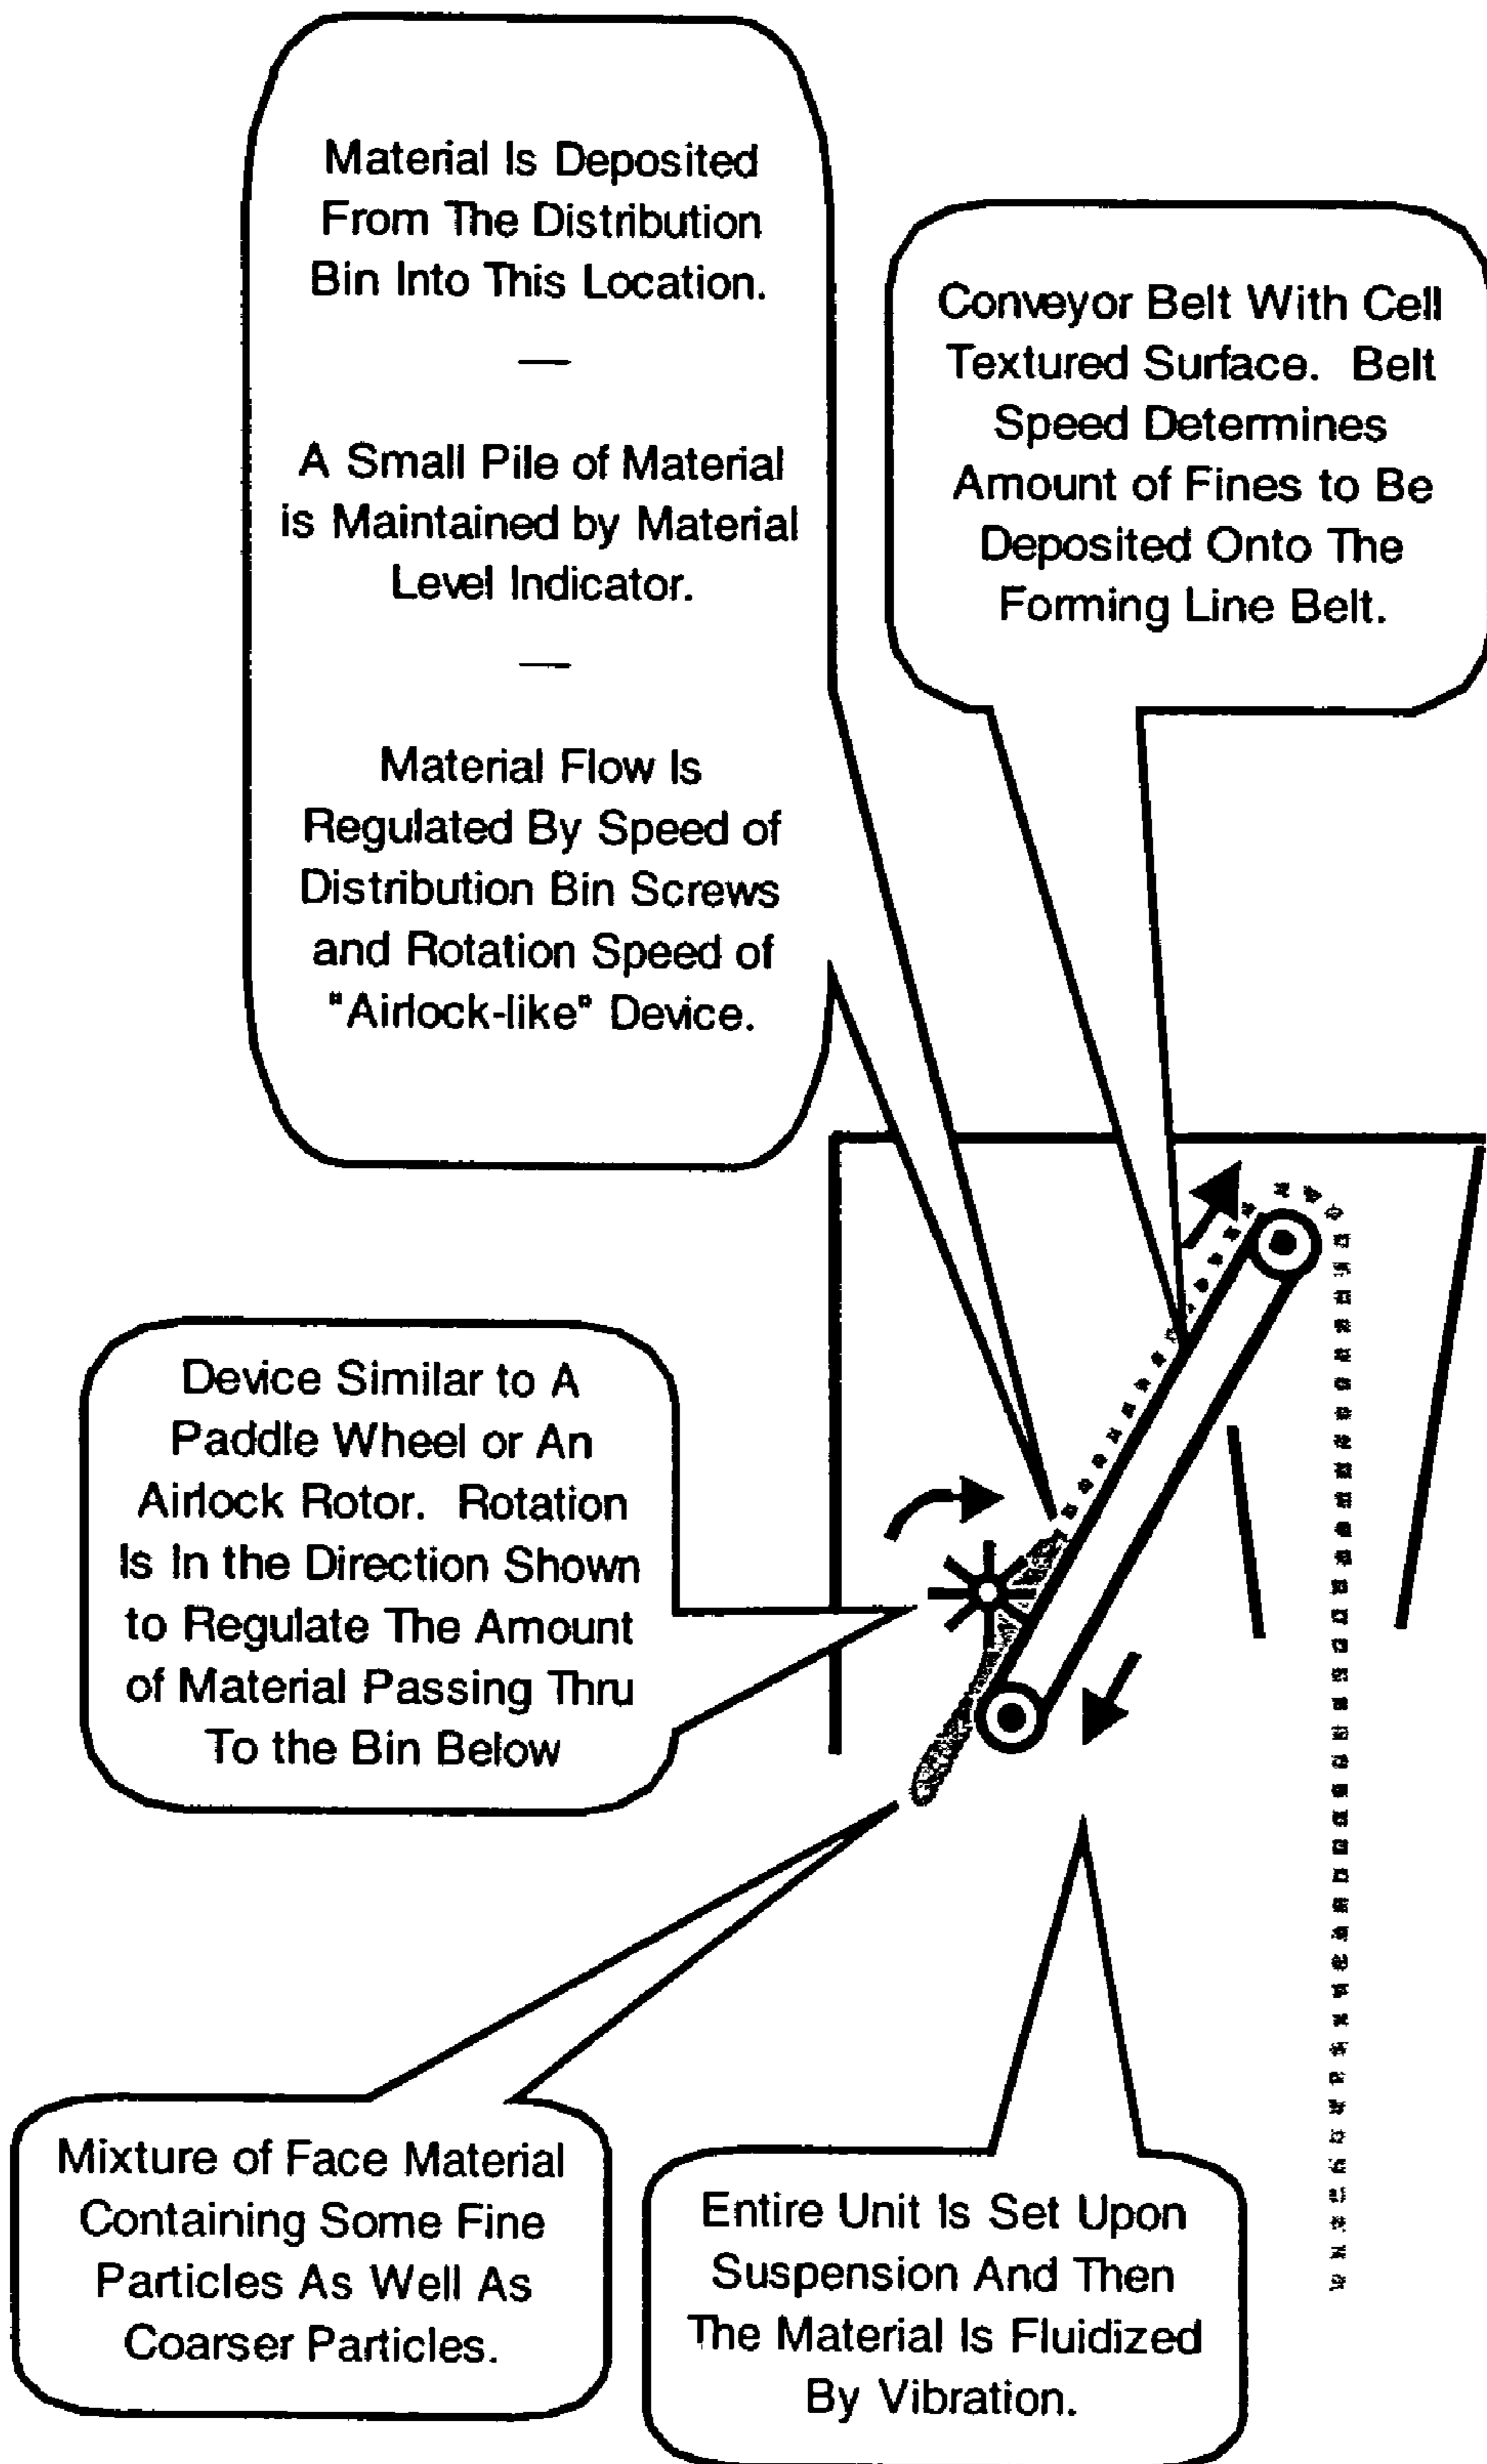 Material Is Deposited
From The Distribution
Bin Into This Location.
—
A Small Pile of Material
is Maintained by Material
Level Indicator.
—
Material Flow Is
Regulated By Speed of
Distribution Bin Screws
and Rotation Speed of
"Airlock-like" Device.
Conveyor Belt With Cell
Textured Surface. Belt
Speed Determines
Amount of Fines to Be
Deposited Onto The
Forming Line Belt.
Device Similar to A
Paddle Wheel or An
Airlock Rotor. Rotation
Is In the Direction Shown
to Regulate The Amount
of Material Passing Thru
To the Bin Below
Mixture of Face Material
Containing Some Fine
Particles As Well As
Coarser Particles.
Entire Unit Is Set Upon
Suspension And Then
The Material Is Fluidized
By Vibration.